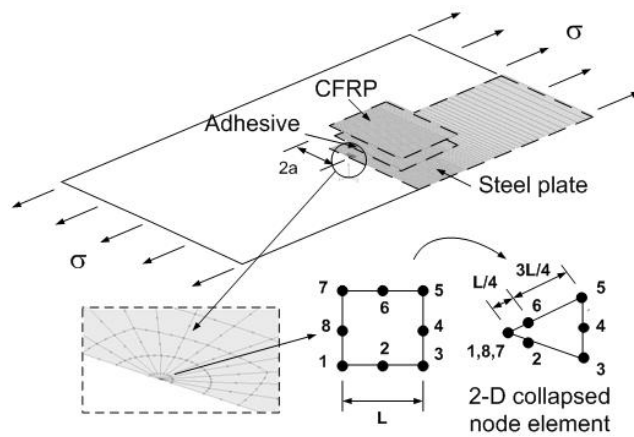 σ
CFRP
Adhesive
2a
Steel plate
σ
L/4
3L/4
7
5
6
8
4
1
2
3
L
5
6
4
1,8,7
2
3
2-D collapsed
node element